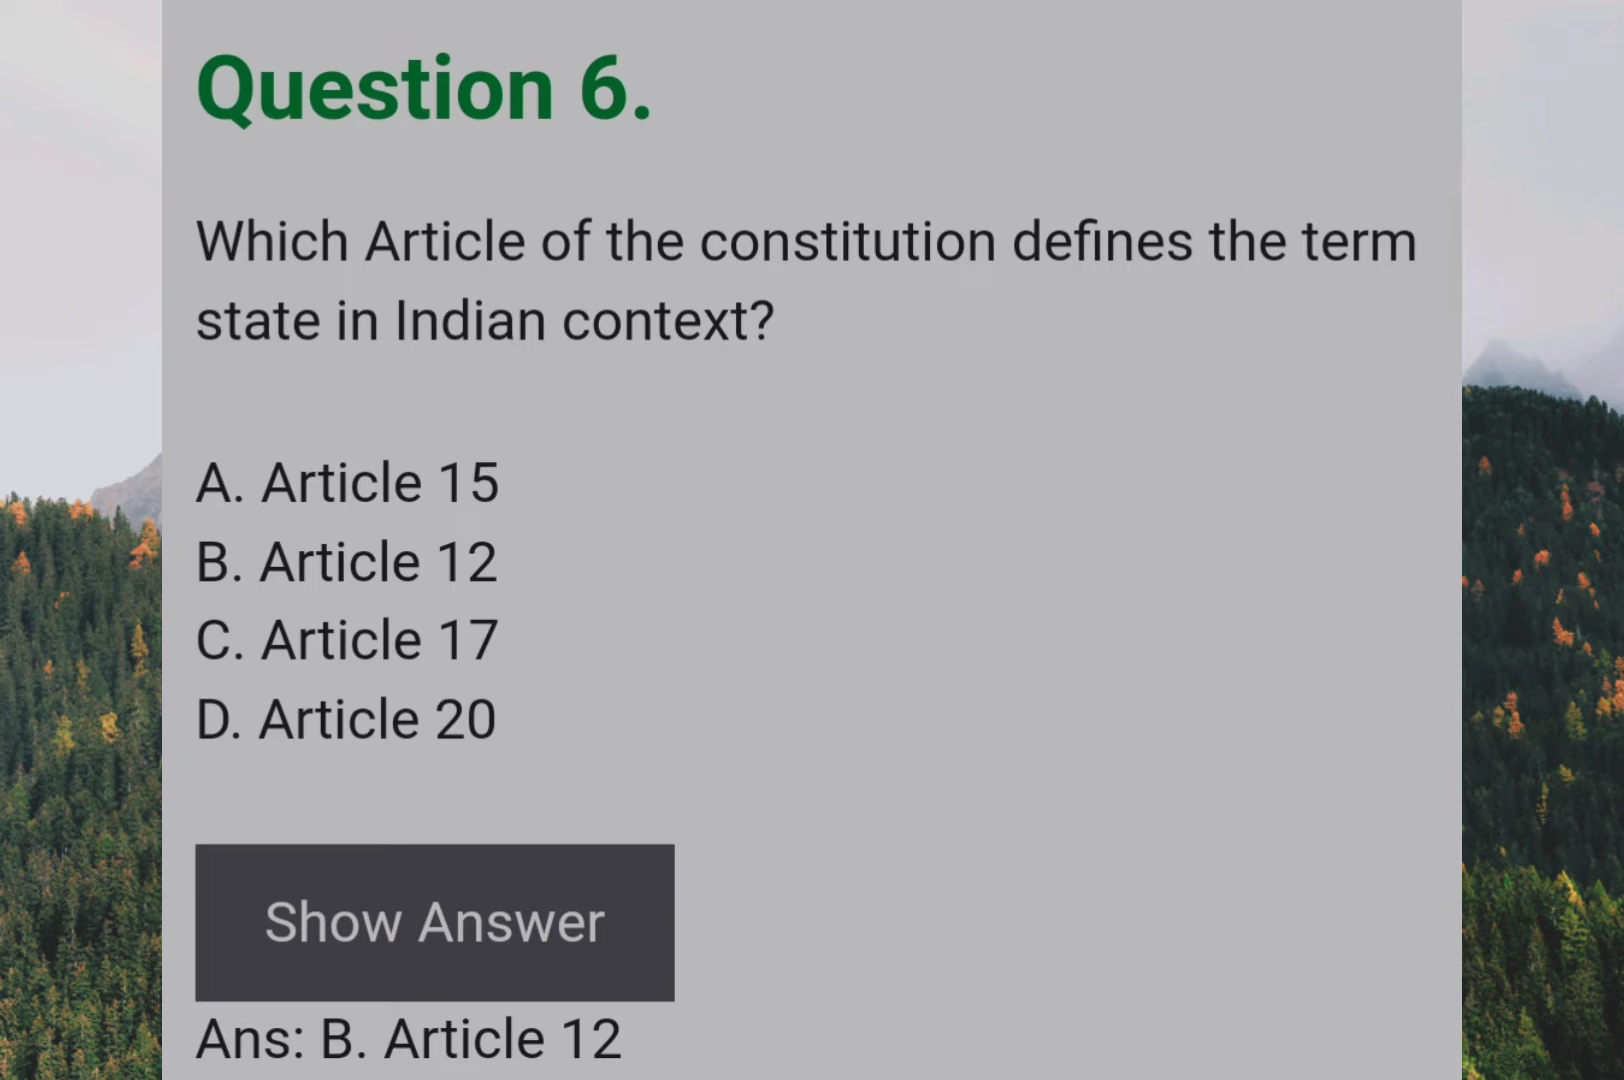 Question 6.
Which Article of the constitution defines the term
state in Indian context?
A. Article 15
B. Article 12
C. Article 17
D. Article 20
Show Answer
Ans: B. Article 12